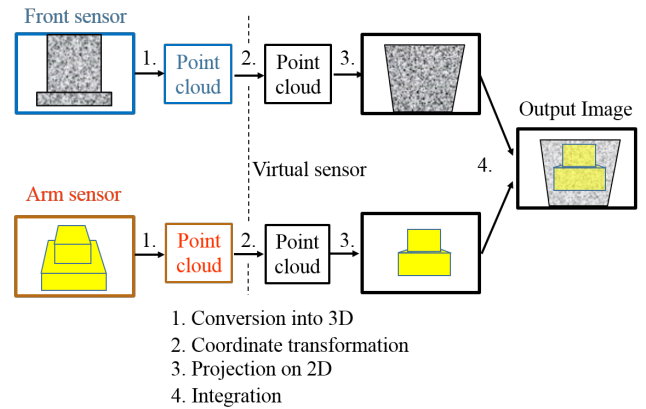 Front sensor
1.
Point
cloud
2.
Point
cloud
3.
Output Image
Virtual sensor
4.
Arm sensor
1.
Point
cloud
2.
Point
cloud
3.
1. Conversion into 3D
2. Coordinate transformation
3. Projection on 2D
4. Integration